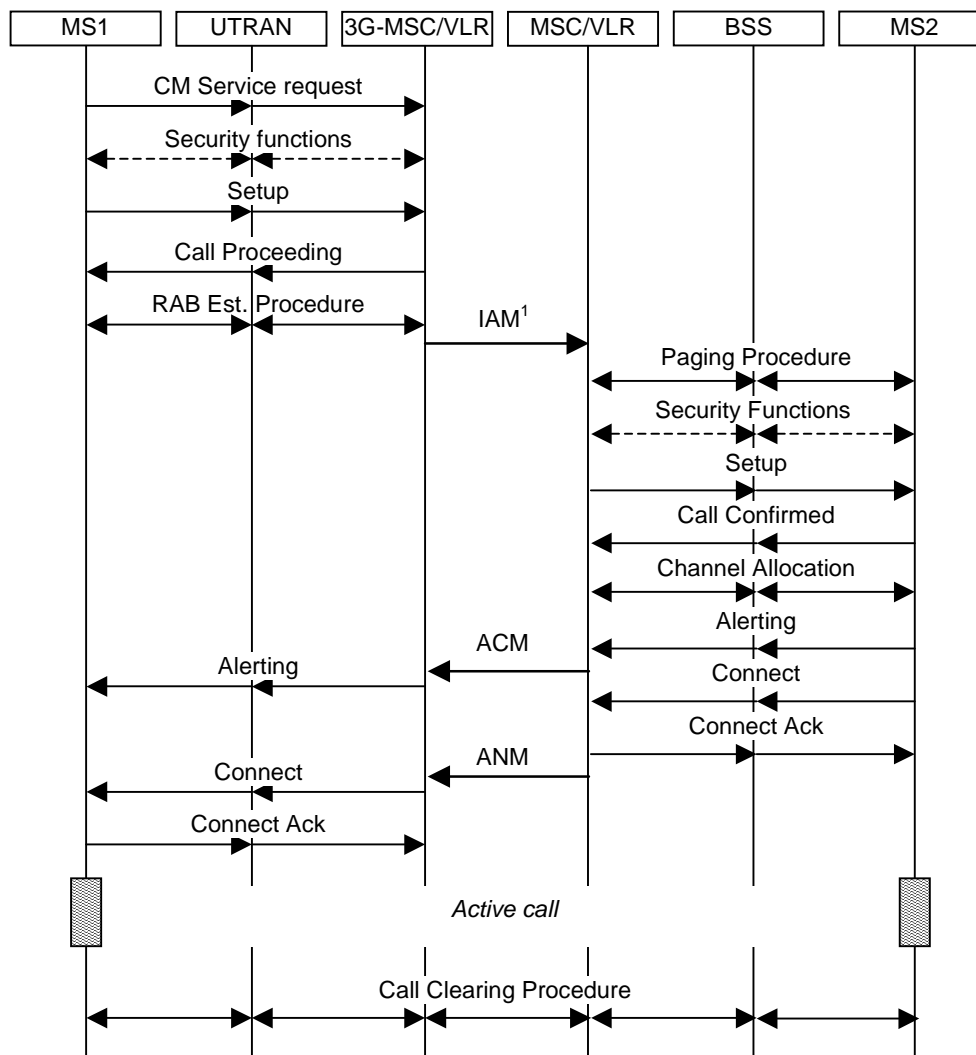 MS1
UTRAN
3G-MSC/VLR
MSC/VLR
BSS
MS2
CM Service request
Security functions
Setup
Call Proceeding
RAB Est. Procedure
IAM1
Paging Procedure
Security Functions
Setup
Call Confirmed
Channel Allocation
Alerting
ACM
Alerting
Connect
Connect Ack
ANM
Connect
Connect Ack
Active call
Call Clearing Procedure